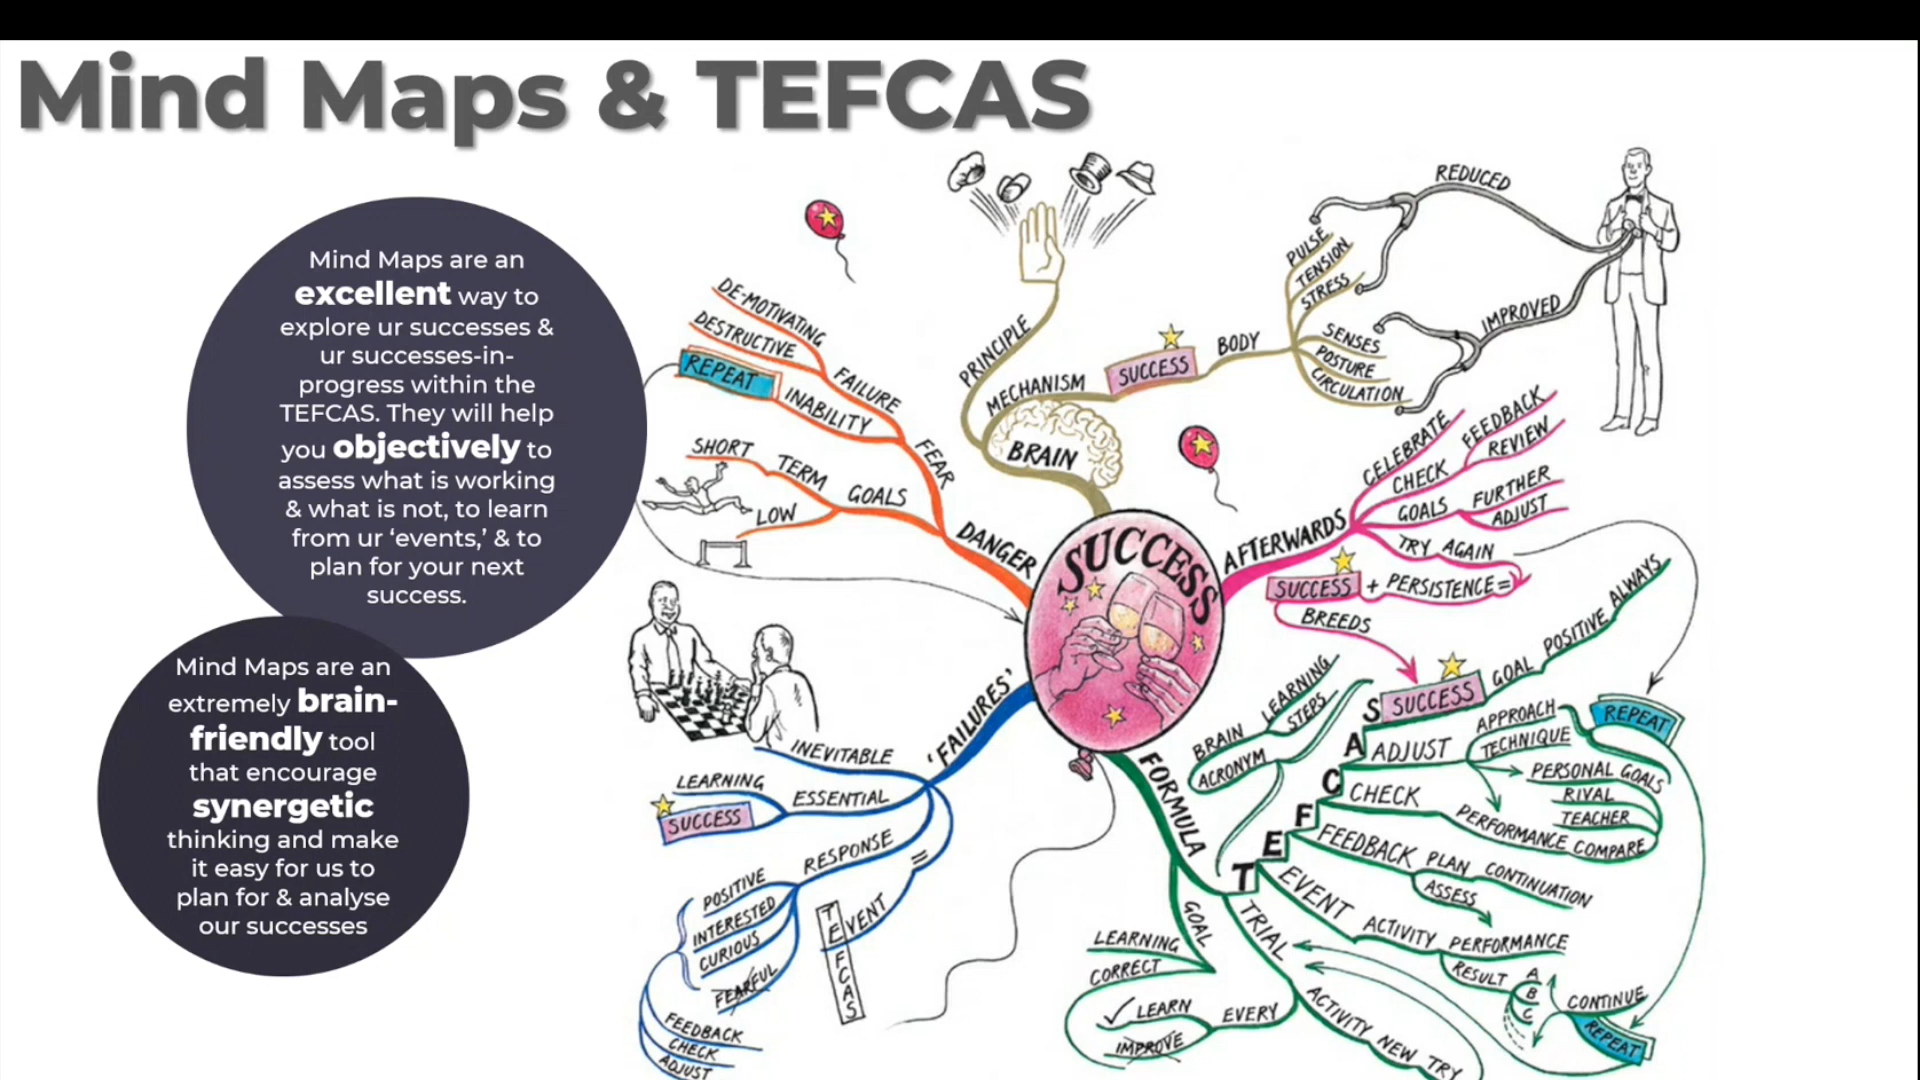 Mind Maps & TEFCAS
Mind Maps are an
excellent way to
explore ur successes &
ur successes-in-
progress within the
TEFCAS. They will help
you objectively to
assess what is working
& what is not, to learn
from ur ‘events,’ & to
plan for your next
success.
Mind Maps are an
extremely brain-
friendly tool
that encourage
synergetic
thinking and make
it easy for us to
plan for & analyse
our successes
SUCCESS
BRAIN
PRINCIPLE
MECHANISM
SUCCESS
BODY
PULSE
TENSION
STRESS
REDUCED
SENSES
POSTURE
CIRCULATION
IMPROVED
AFTERWARDS
CELEBRATE
CHECK
FEEDBACK
REVIEW
GOALS
FURTHER
ADJUST
TRY AGAIN
SUCCESS + PERSISTENCE =
BREEDS
FORMULA
BRAIN LEARNING
ACRONYM STEPS
S
SUCCESS
GOAL
POSITIVE ALWAYS
A
ADJUST
APPROACH
TECHNIQUE
REPEAT
C
CHECK
PERFORMANCE COMPARE
PERSONAL GOALS
RIVAL
TEACHER
F
FEEDBACK PLAN CONTINUATION
ASSESS
E
EVENT
ACTIVITY PERFORMANCE
RESULT
A
B
C
CONTINUE
REPEAT
T
TRIAL
ACTIVITY NEW TRY
EVERY
LEARN
IMPROVE
GOAL
LEARNING
CORRECT
‘FAILURES’
INEVITABLE
ESSENTIAL
LEARNING
SUCCESS
RESPONSE
POSITIVE
INTERESTED
CURIOUS
FEARFUL
FEEDBACK
CHECK
ADJUST
=
EVENT
TEFCAS
DANGER
FEAR
FAILURE
DE-MOTIVATING
DESTRUCTIVE
INABILITY
REPEAT
GOALS
TERM
SHORT
LOW